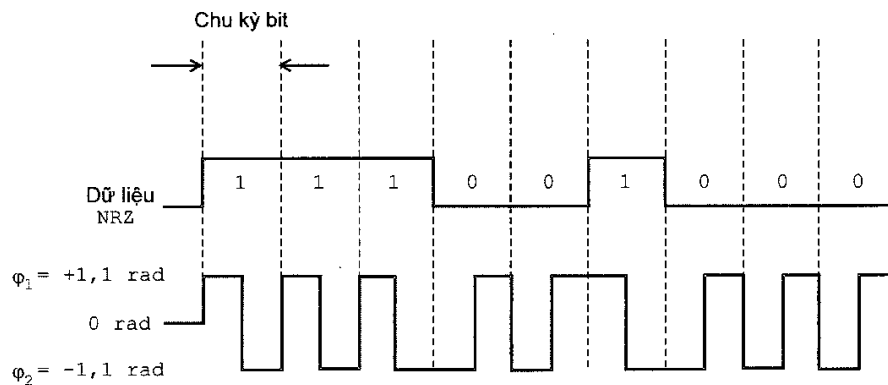 Chu kỳ bit
1 1 1 0 0 1 0 0 0
Dữ liệu
NRZ
φ1= +1,1 rad
0 rad
φ2= -1,1 rad